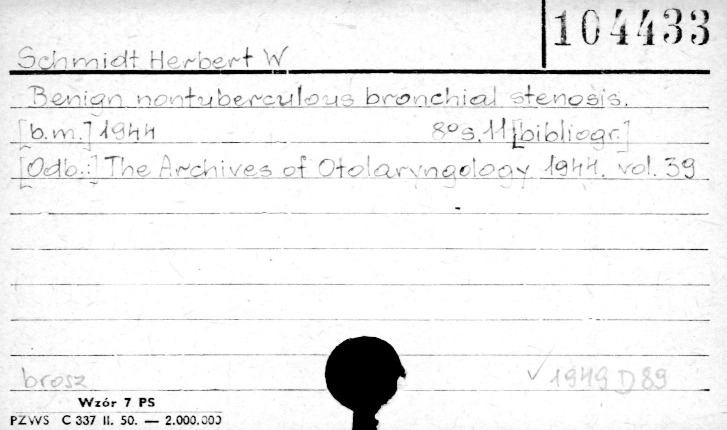 104433
Schmidt Herbert W
Benign nontuberculous bronchial stenosis.
[b.m.] 1944 8°s. 11 [bibliogr.]
[Odb.:] The Archives of Otolaryngology 1944. vol. 39
brosz ✓ 1949 D 89
Wzór 7 PS
PZWS C 337 II. 50. — 2.000.000